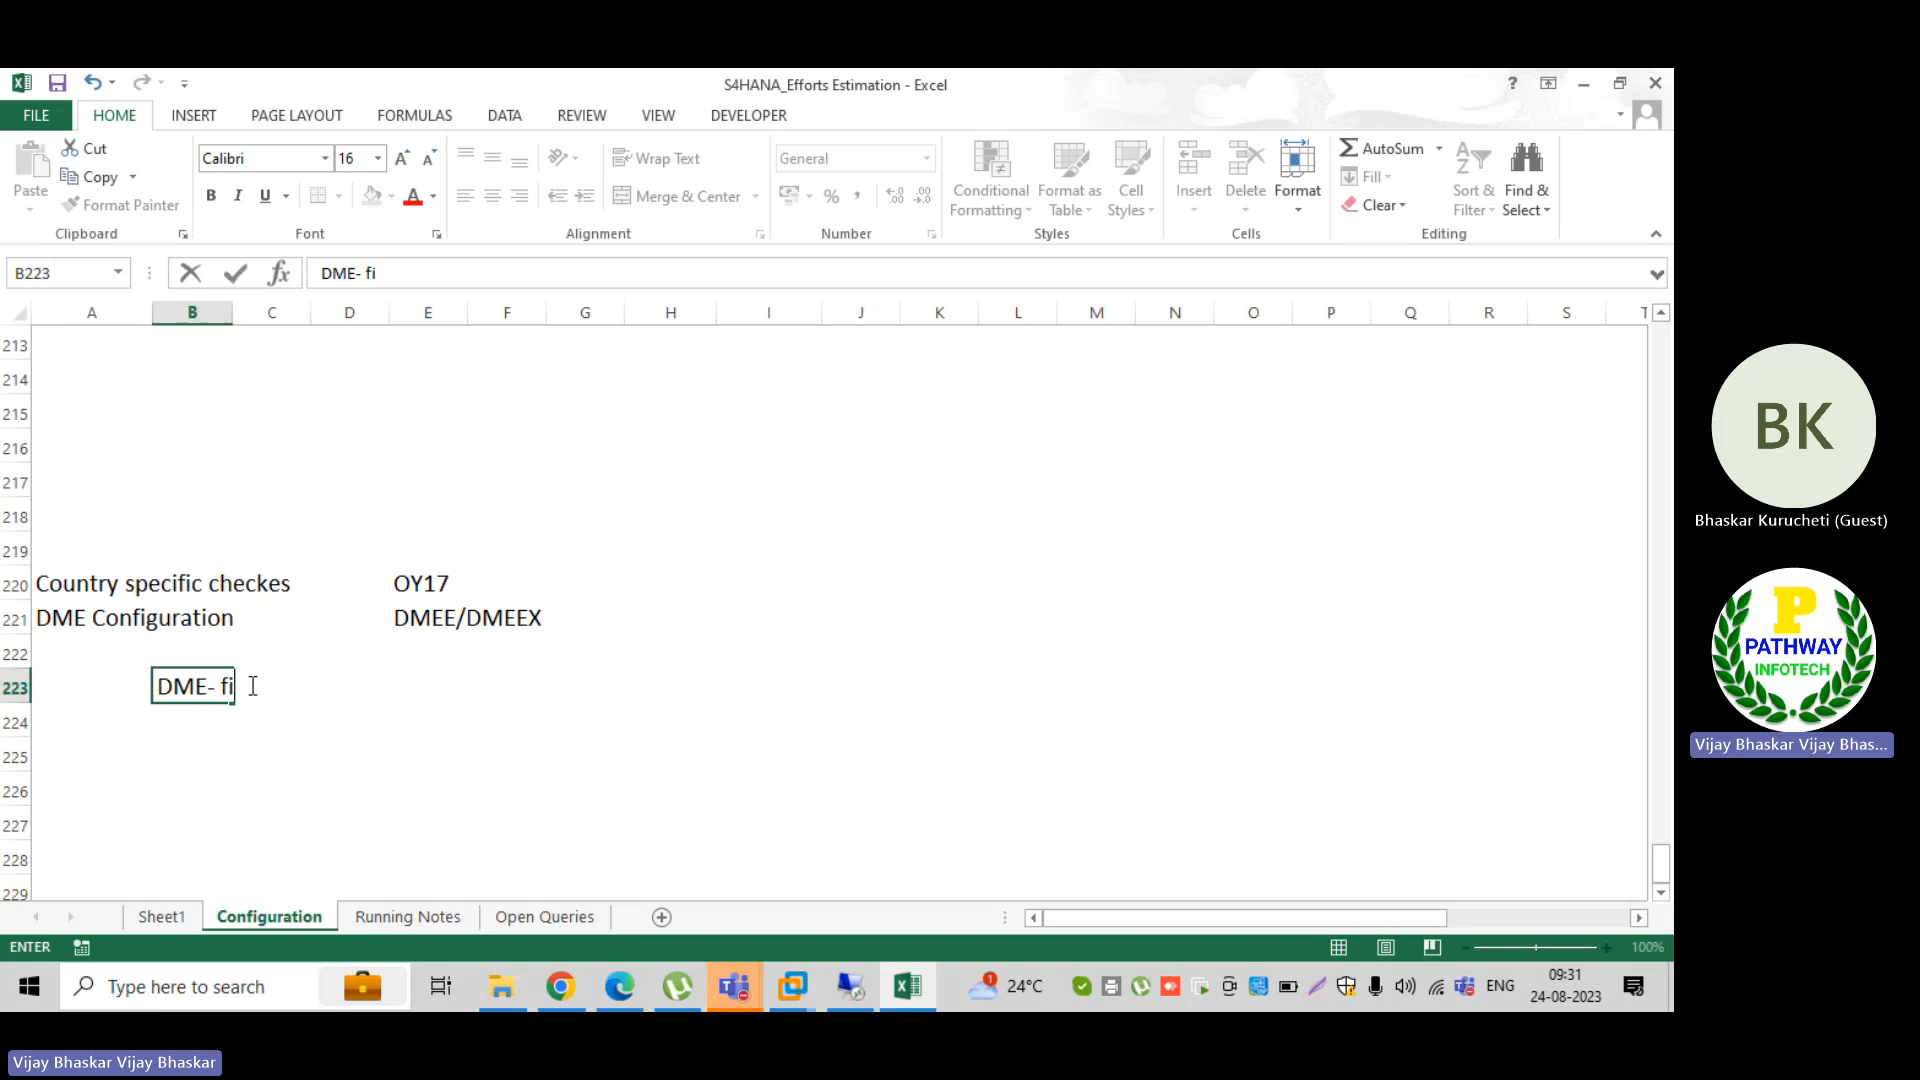 S4HANA_Efforts Estimation - Excel
FILE HOME INSERT PAGE LAYOUT FORMULAS DATA REVIEW VIEW DEVELOPER
Paste
Cut
Copy
Format Painter
Clipboard
Calibri 16
B I U
Font
Wrap Text
Merge & Center
Alignment
General
% ,
Number
Conditional Formatting
Format as Table
Cell Styles
Styles
Insert Delete Format
Cells
AutoSum
Fill
Clear
Sort & Filter
Find & Select
Editing
B223 DME- fi
A B C D E F G H I J K L M N O P Q R S T
213
214
215
216
217
218
219
220 Country specific checkes OY17
221 DME Configuration DMEE/DMEEX
222
223 DME- fi
224
225
226
227
228
229
Sheet1 Configuration Running Notes Open Queries
ENTER 100%
Type here to search
1 24°C ENG 09:31
24-08-2023
BK
Bhaskar Kurucheti (Guest)
P
PATHWAY
INFOTECH
Vijay Bhaskar Vijay Bhas...
Vijay Bhaskar Vijay Bhaskar